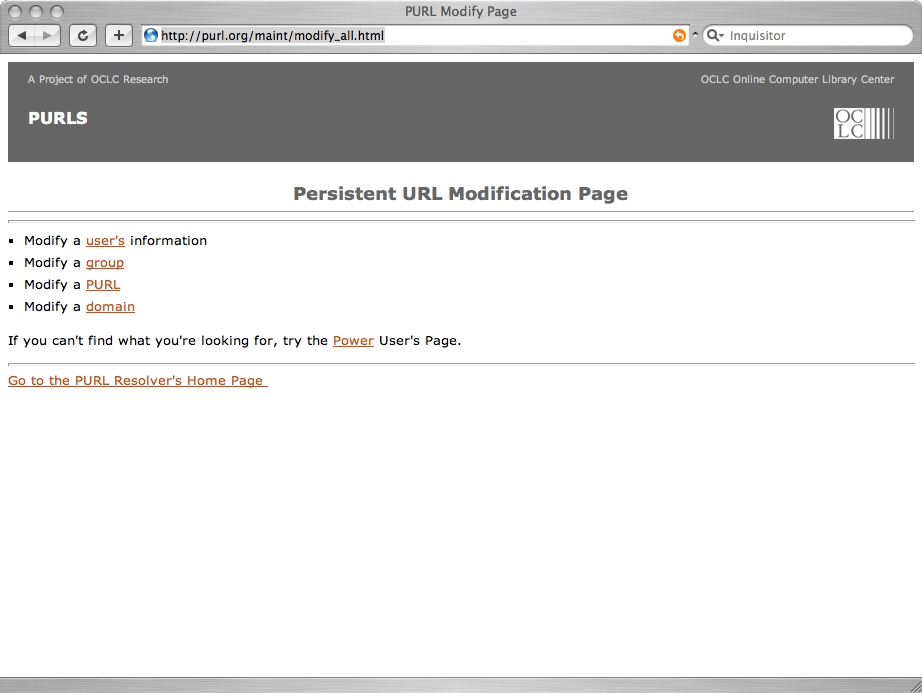 PURL Modify Page
http://purl.org/maint/modify_all.html
Inquisitor
A Project of OCLC Research
OCLC Online Computer Library Center
PURLS
OC
LC
Persistent URL Modification Page
Modify a user's information
Modify a group
Modify a PURL
Modify a domain
If you can't find what you're looking for, try the Power User's Page.
Go to the PURL Resolver's Home Page